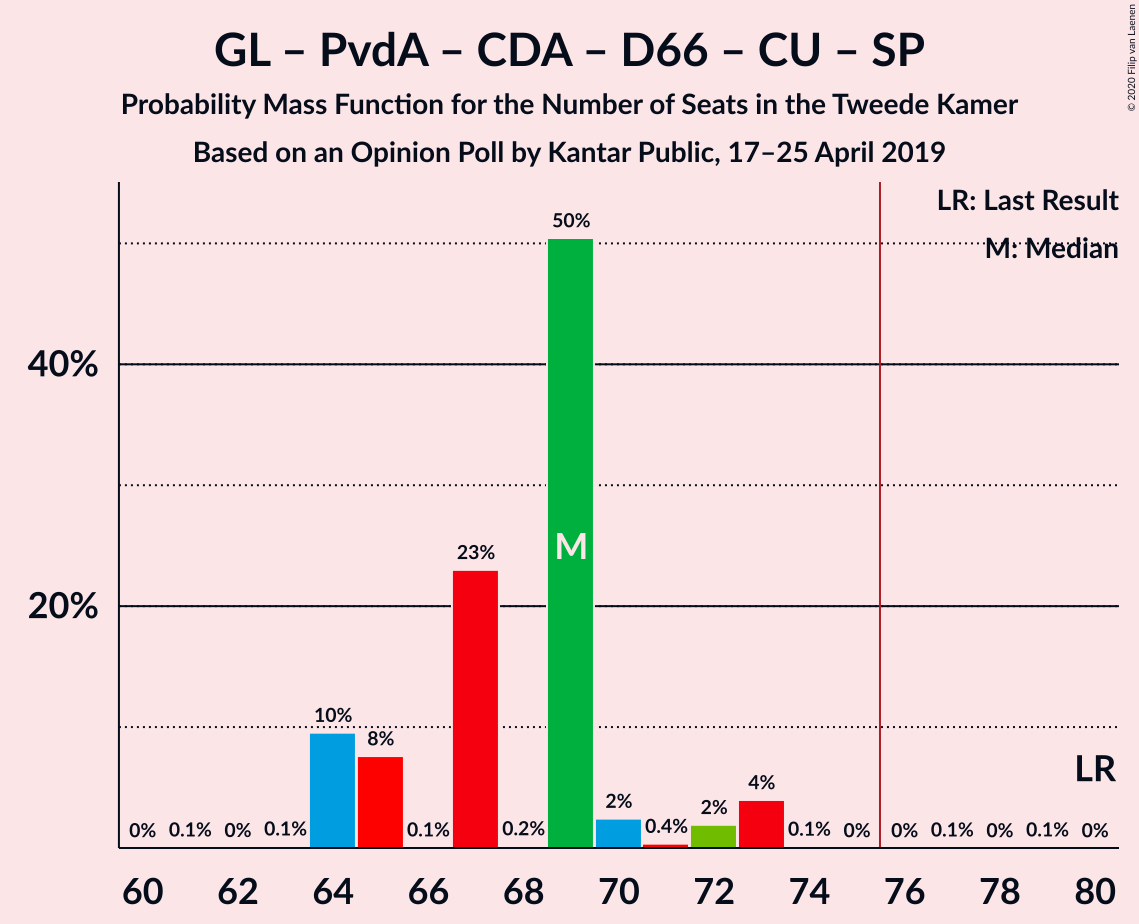 GL – PvdA – CDA – D66 – CU – SP
Probability Mass Function for the Number of Seats in the Tweede Kamer
Based on an Opinion Poll by Kantar Public, 17–25 April 2019
© 2020 Filip van Laenen
LR: Last Result
M: Median
50%
40%
M
23%
20%
10%
8%
LR
4%
2%
2%
0% 0.1% 0% 0.1% 0.1% 0.2% 0.4% 0.1% 0% 0% 0.1% 0% 0.1% 0%
60 62 64 66 68 70 72 74 76 78 80